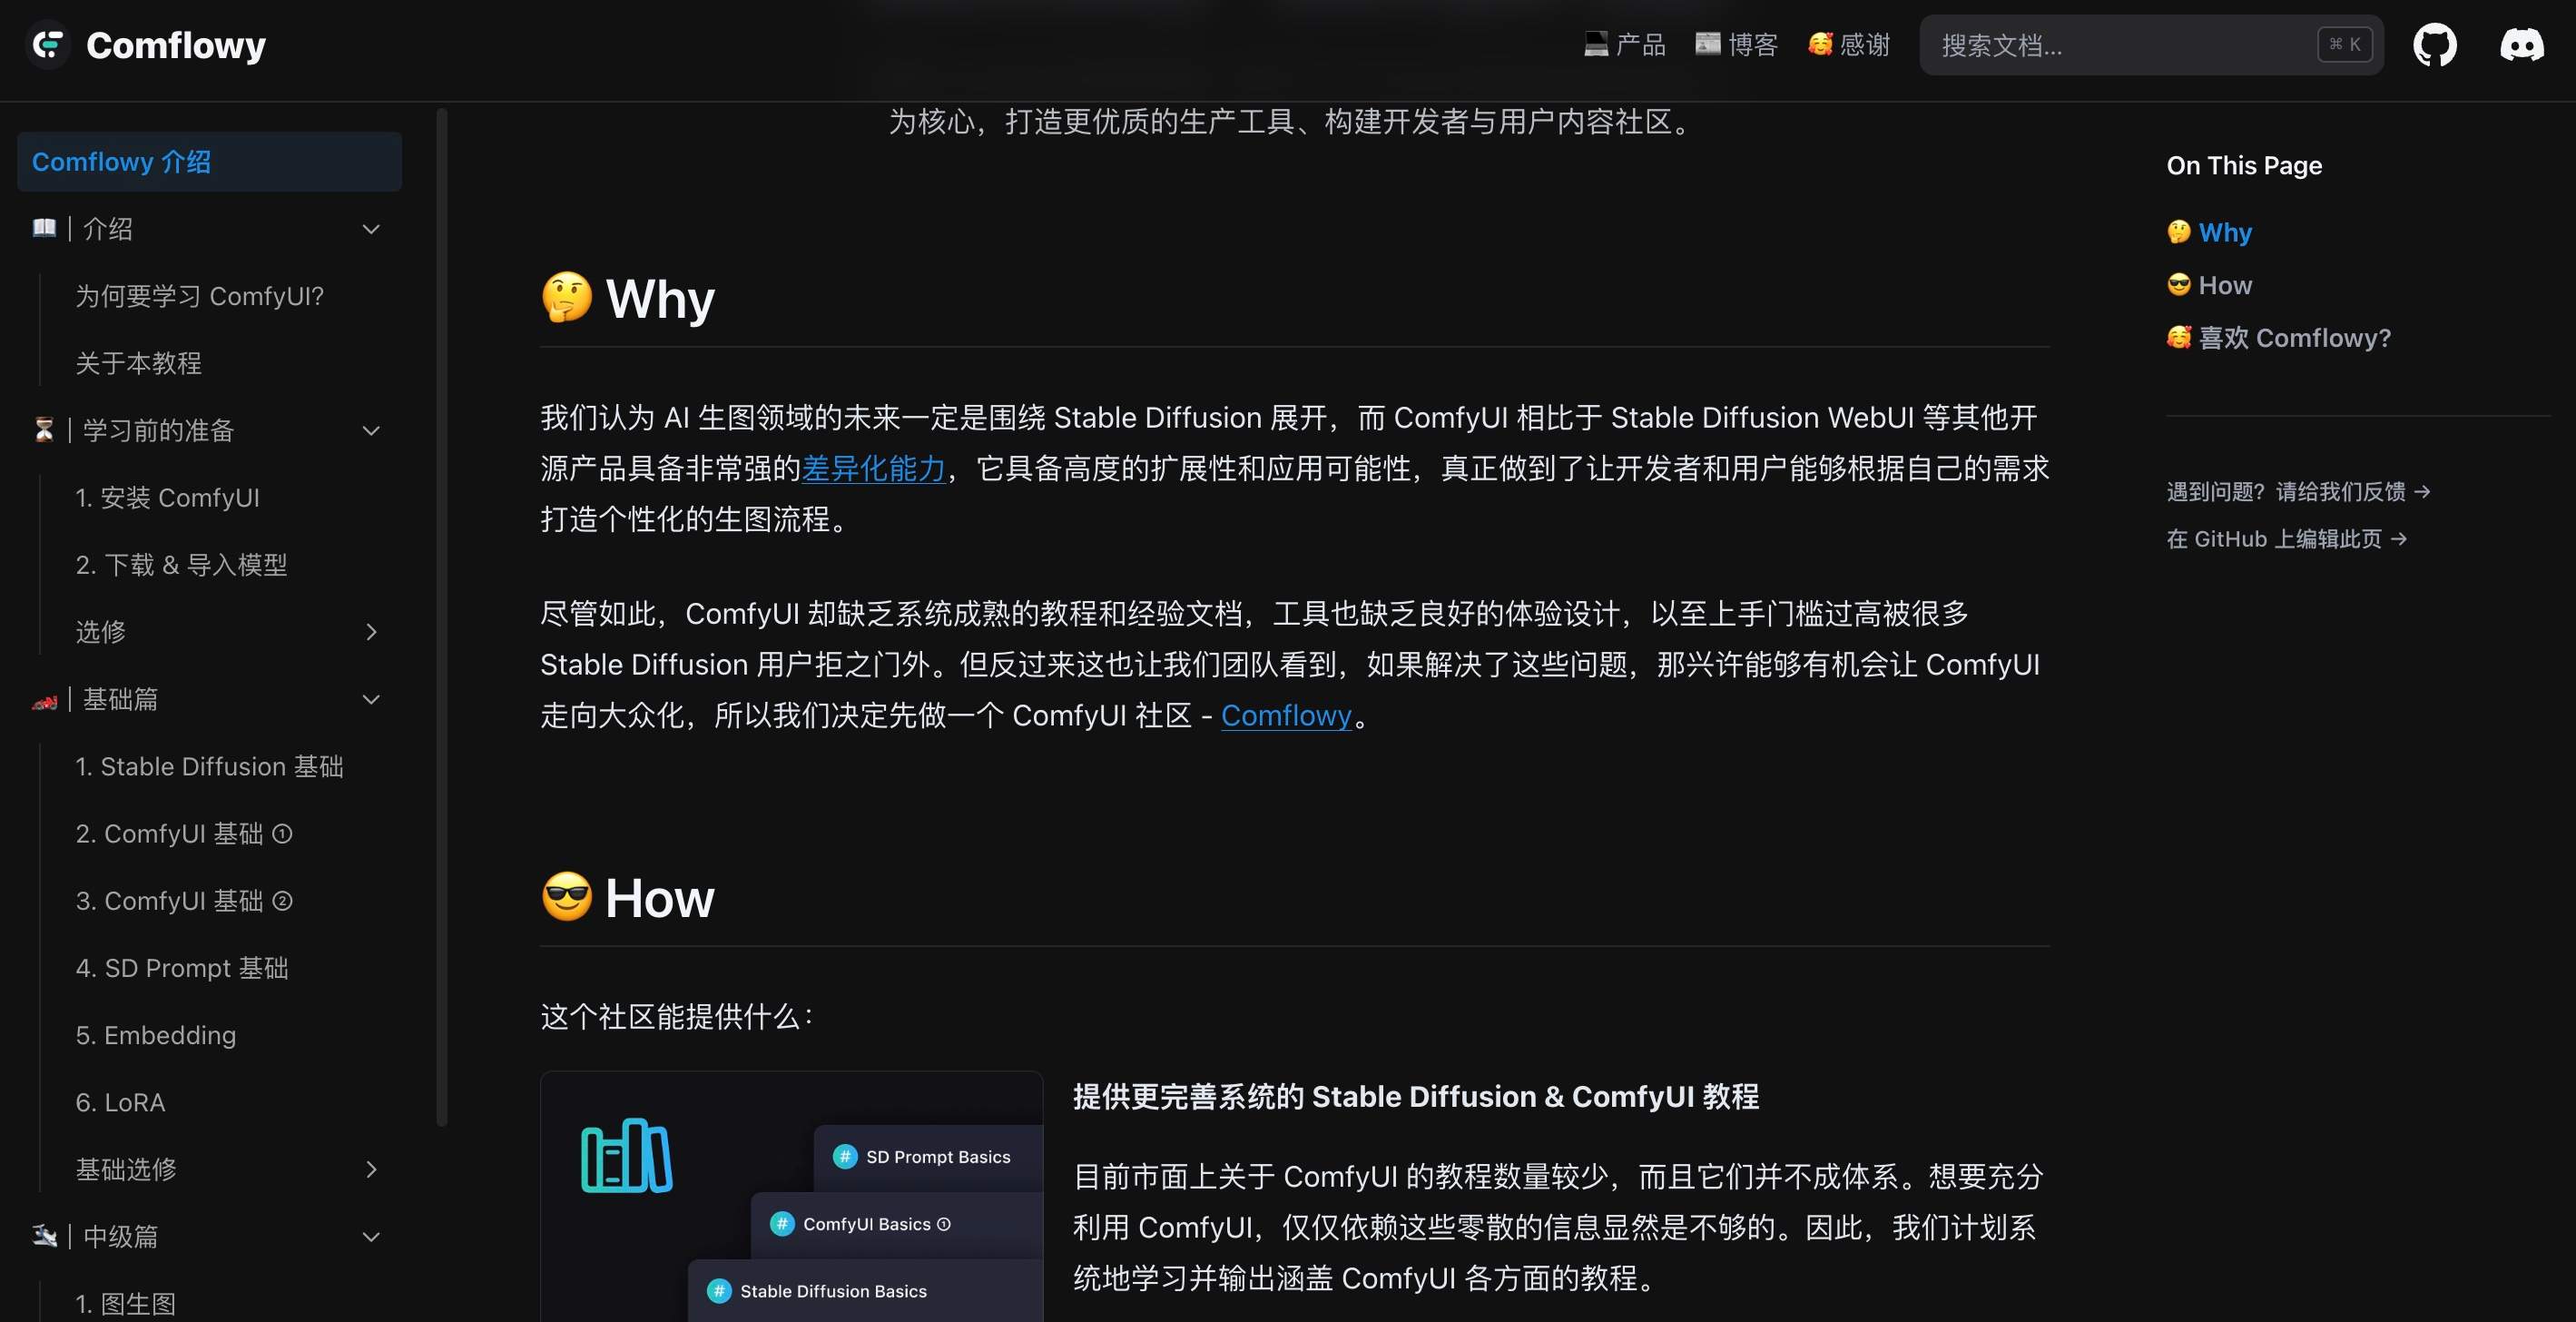 Comflowy
💻 产品
📰 博客
🥰 感谢
搜索文档...
⌘ K
Comflowy 介绍
📖 | 介绍
为何要学习 ComfyUI?
关于本教程
⏳ | 学习前的准备
1. 安装 ComfyUI
2. 下载 & 导入模型
选修
🏎️ | 基础篇
1. Stable Diffusion 基础
2. ComfyUI 基础 ①
3. ComfyUI 基础 ②
4. SD Prompt 基础
5. Embedding
6. LoRA
基础选修
🛩️ | 中级篇
1. 图生图
为核心，打造更优质的生产工具、构建开发者与用户内容社区。
🤔 Why
我们认为 AI 生图领域的未来一定是围绕 Stable Diffusion 展开，而 ComfyUI 相比于 Stable Diffusion WebUI 等其他开
源产品具备非常强的差异化能力，它具备高度的扩展性和应用可能性，真正做到了让开发者和用户能够根据自己的需求
打造个性化的生图流程。
尽管如此，ComfyUI 却缺乏系统成熟的教程和经验文档，工具也缺乏良好的体验设计，以至上手门槛过高被很多
Stable Diffusion 用户拒之门外。但反过来这也让我们团队看到，如果解决了这些问题，那兴许能够有机会让 ComfyUI
走向大众化，所以我们决定先做一个 ComfyUI 社区 - Comflowy。
😎 How
这个社区能提供什么：
# SD Prompt Basics
# ComfyUI Basics ①
# Stable Diffusion Basics
提供更完善系统的 Stable Diffusion & ComfyUI 教程
目前市面上关于 ComfyUI 的教程数量较少，而且它们并不成体系。想要充分
利用 ComfyUI，仅仅依赖这些零散的信息显然是不够的。因此，我们计划系
统地学习并输出涵盖 ComfyUI 各方面的教程。
On This Page
🤔 Why
😎 How
🥰 喜欢 Comflowy?
遇到问题？请给我们反馈 →
在 GitHub 上编辑此页 →